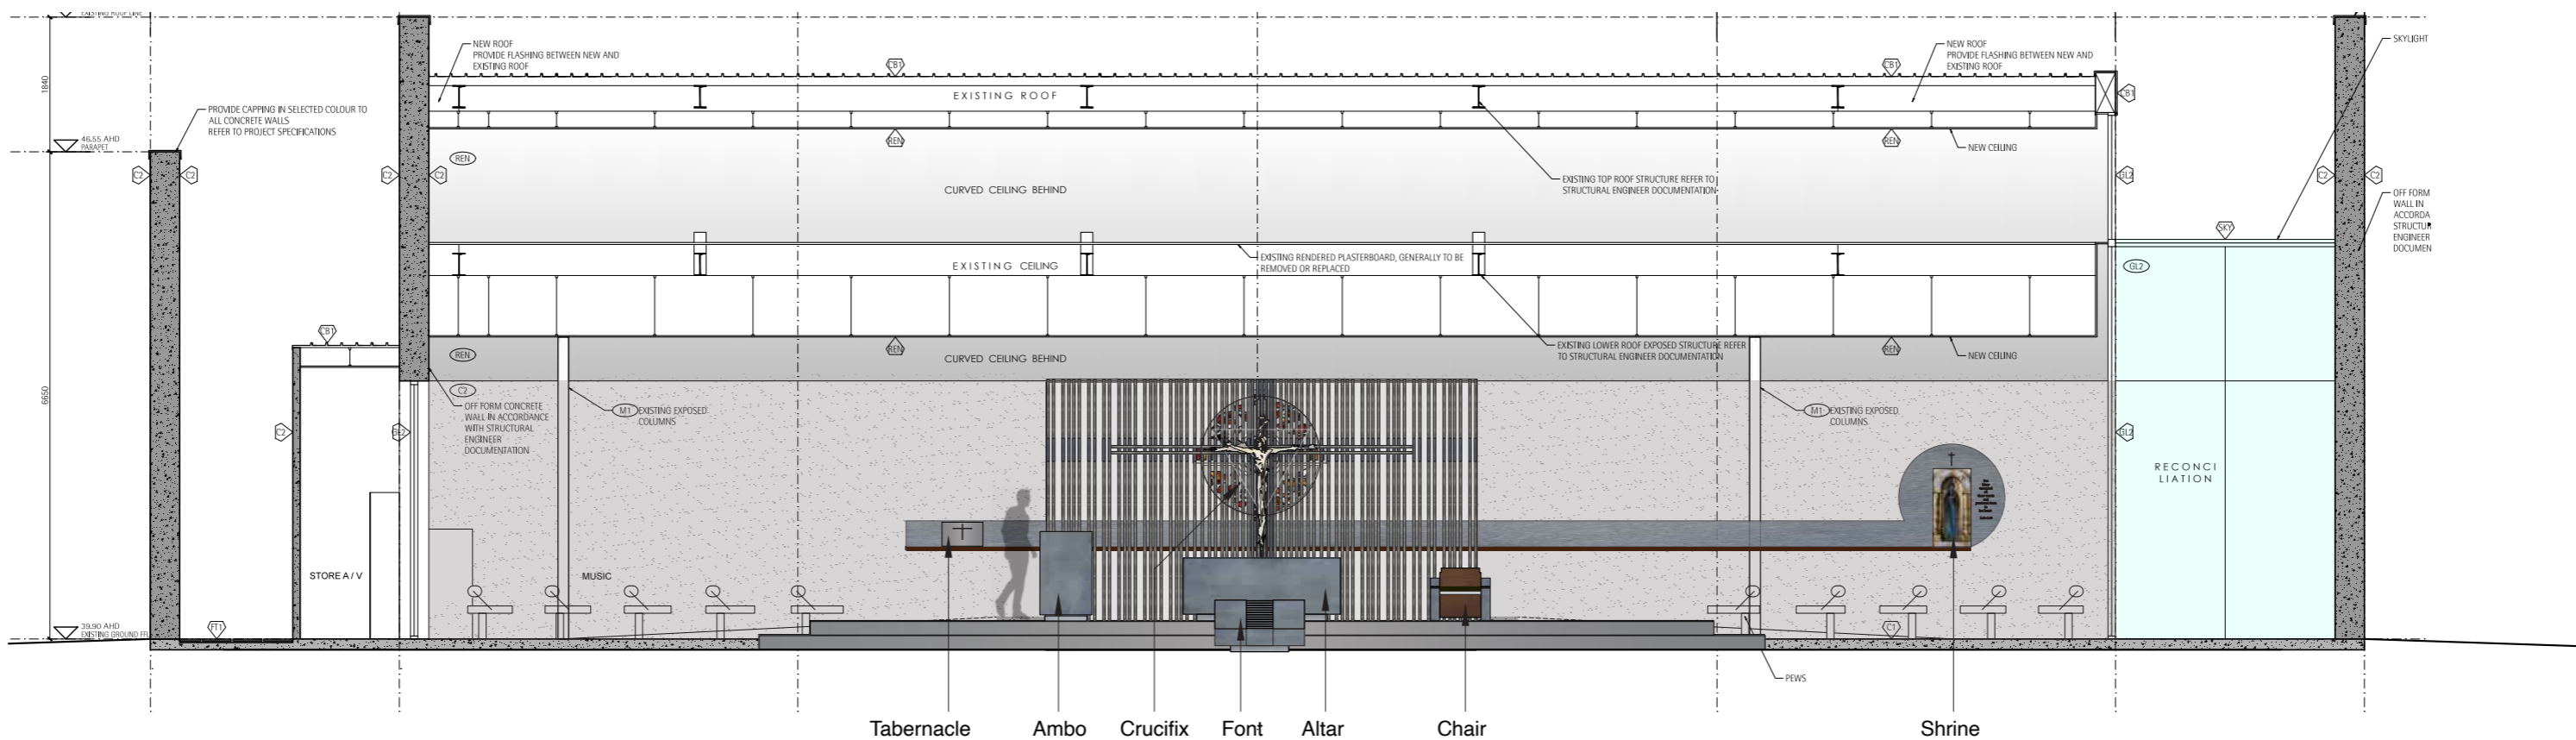 EXISTING ROOF LINE
NEW ROOF
PROVIDE FLASHING BETWEEN NEW AND
EXISTING ROOF
CB1
CB1
NEW ROOF
PROVIDE FLASHING BETWEEN NEW AND
EXISTING ROOF
SKYLIGHT
1840
EXISTING ROOF
CB1
PROVIDE CAPPING IN SELECTED COLOUR TO
ALL CONCRETE WALLS
REFER TO PROJECT SPECIFICATIONS
46.55 AHD
PARAPET
REN
REN
REN
NEW CEILING
C2
C2
C2
C2
CURVED CEILING BEHIND
EXISTING TOP ROOF STRUCTURE REFER TO
STRUCTURAL ENGINEER DOCUMENTATION
GL2
C2
C2
OFF FORM
WALL IN
ACCORDA
STRUCTUR
ENGINEER
DOCUMEN
SKY
EXISTING CEILING
EXISTING RENDERED PLASTERBOARD, GENERALLY TO BE
REMOVED OR REPLACED
GL2
CB1
REN
REN
CURVED CEILING BEHIND
EXISTING LOWER ROOF EXPOSED STRUCTURE REFER
TO STRUCTURAL ENGINEER DOCUMENTATION
REN
NEW CEILING
6650
C2
OFF FORM CONCRETE
WALL IN ACCORDANCE
WITH STRUCTURAL
ENGINEER
DOCUMENTATION
M1 EXISTING EXPOSED
COLUMNS
M1 EXISTING EXPOSED
COLUMNS
C2
GL2
GL2
RECONCI
LIATION
STORE A / V
MUSIC
39.90 AHD
EXISTING GROUND FFL
FT1
C1
PEWS
Tabernacle
Ambo
Crucifix
Font
Altar
Chair
Shrine